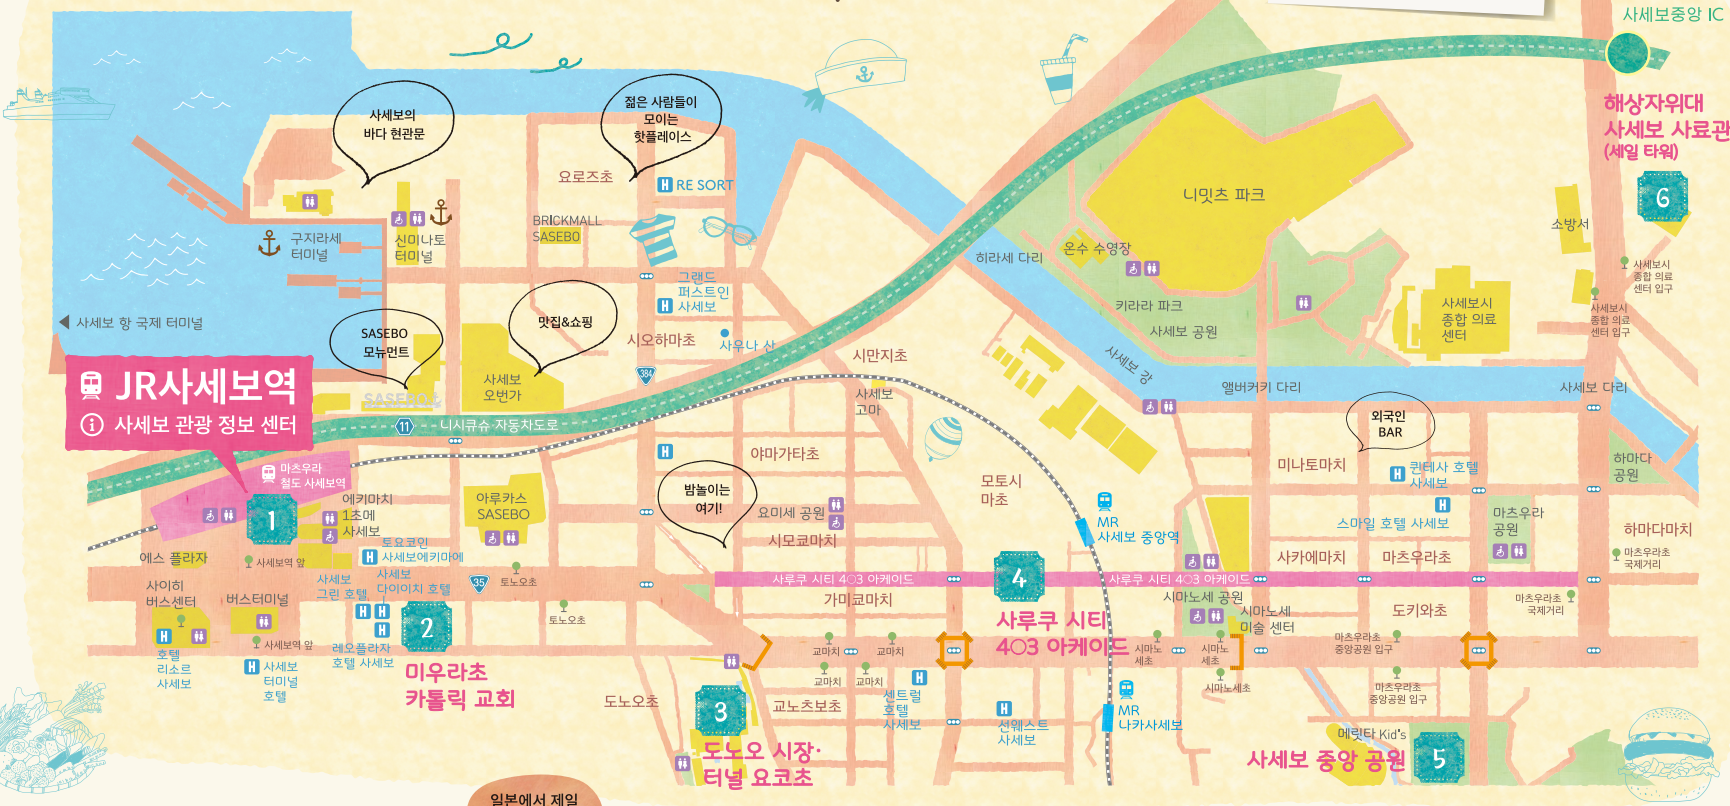 사세보중앙 IC
해상자위대
사세보 사료관
(세일 타워)
6
소방서
사세보시
종합 의료
센터 입구
사세보시
종합 의료
센터 입구
사세보의
바다 현관문
젊은 사람들이
모이는
핫플레이스
요로즈초
H RE SORT
BRICKMALL
SASEBO
구지라세
터미널
신미나토
터미널
그랜드
퍼스트인
사세보
H
니밋츠 파크
온수 수영장
히라세 다리
키라라 파크
사세보 공원
사세보시
종합 의료
센터
사세보 항 국제 터미널
SASEBO
모뉴먼트
맛집&쇼핑
시오하마초
사우나 산
시만지초
사세보 강
앨버커키 다리
사세보 다리
JR사세보역
사세보 관광 정보 센터
SASEBO
사세보
오번가
384
사세보
고마
외국인
BAR
11
니시큐슈 자동차도로
마츠우라
철도 사세보역
H
야마가타초
모토시
마초
미나토마치
H 퀸테사 호텔
사세보
하마다
공원
1
에키마치
1초메
사세보
아루카스
SASEBO
밤놀이는
여기!
요미세 공원
시모쿄마치
MR
사세보 중앙역
H
스마일 호텔 사세보
마츠우라
공원
하마다마치
에스 플라자
사세보역 앞
H 토요코인
사세보에키마에
사카에마치
마츠우라초
마츠우라초
국제거리
사이히
버스센터
버스터미널
사세보
그린 호텔
사세보
다이이치 호텔
H H
H
35
토노오초
사루쿠 시티 4○3 아케이드
4
사루쿠 시티 4○3 아케이드
가미쿄마치
시마노세 공원
시마노세
미술 센터
도키와초
마츠우라초
국제거리
H
호텔
리소르
사세보
사세보역 앞
H 사세보
터미널
호텔
레오플라자
호텔 사세보
2
미우라초
카톨릭 교회
토노오초
사루쿠 시티
4○3 아케이드
교마치
교마치
교마치
교마치
시마노
세초
시마노
세초
시마노세초
마츠우라초
중앙공원 입구
마츠우라초
중앙공원 입구
도노오초
3
도노오 시장·
터널 요코초
교노츠보초
H
센트럴
호텔
사세보
H
선웨스트
사세보
MR
나카사세보
메릿타 Kid's
사세보 중앙 공원
5
일본에서 제일